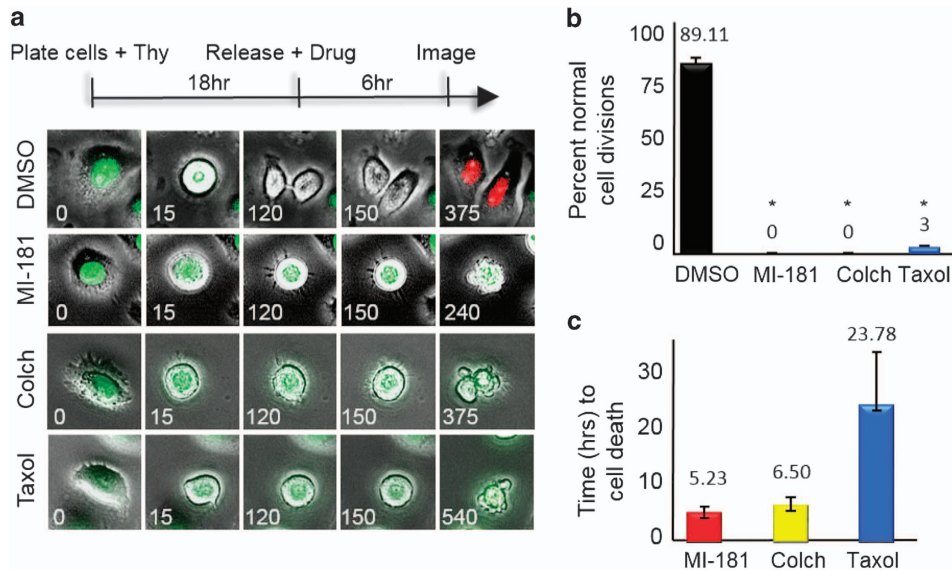 a
Plate cells + Thy Release + Drug Image
18hr 6hr
DMSO
0 15 120 150 375
MI-181
0 15 120 150 240
Colch
0 15 120 150 375
Taxol
0 15 120 150 540
b
Percent normal
cell divisions
100
75
50
25
0
89.11
* * *
0 0 3
DMSO MI-181 Colch Taxol
c
Time (hrs) to
cell death
30
20
10
0
5.23 6.50 23.78
MI-181 Colch Taxol